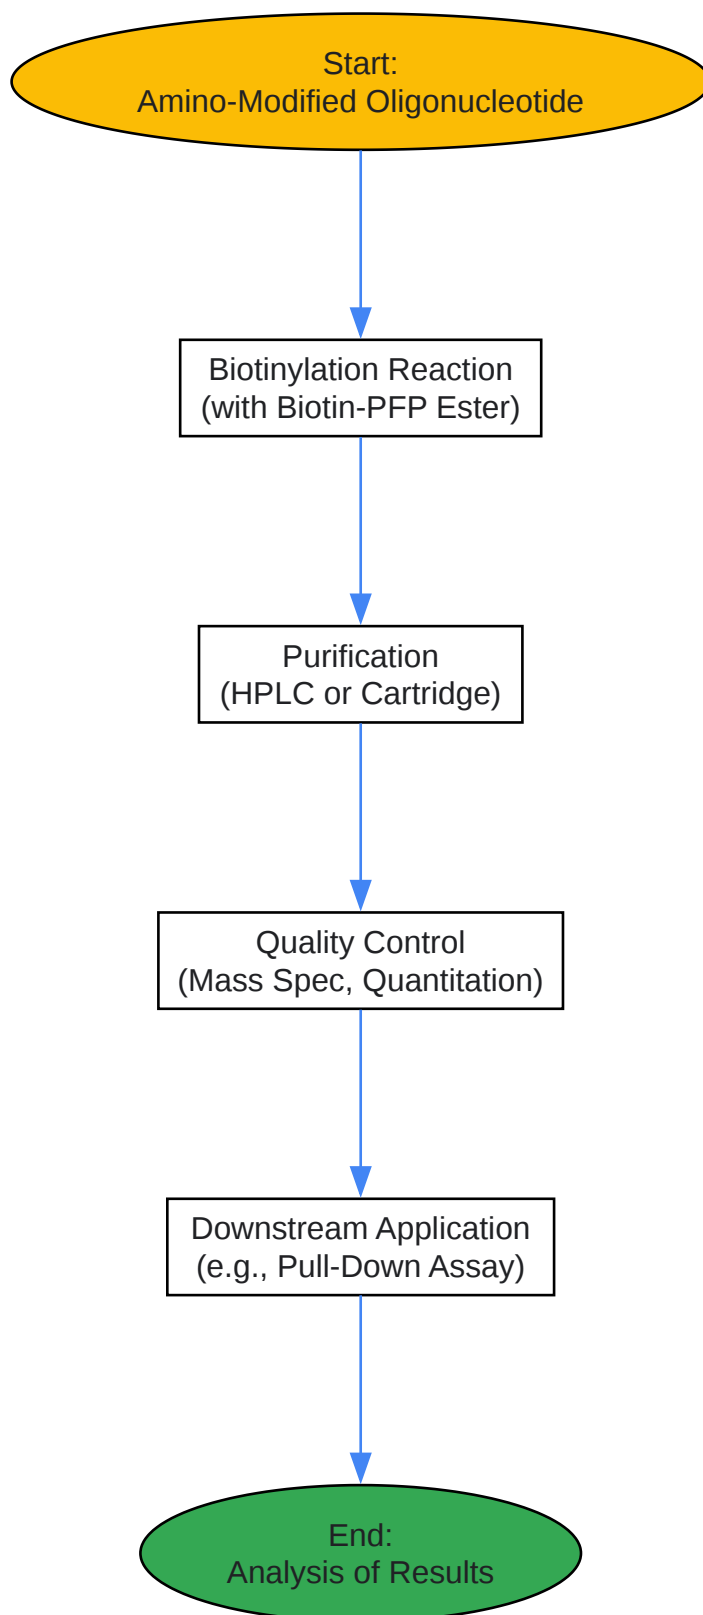 Start:
Amino-Modified Oligonucleotide
Biotinylation Reaction
(with Biotin-PFP Ester)
Purification
(HPLC or Cartridge)
Quality Control
(Mass Spec, Quantitation)
Downstream Application
(e.g., Pull-Down Assay)
End:
Analysis of Results